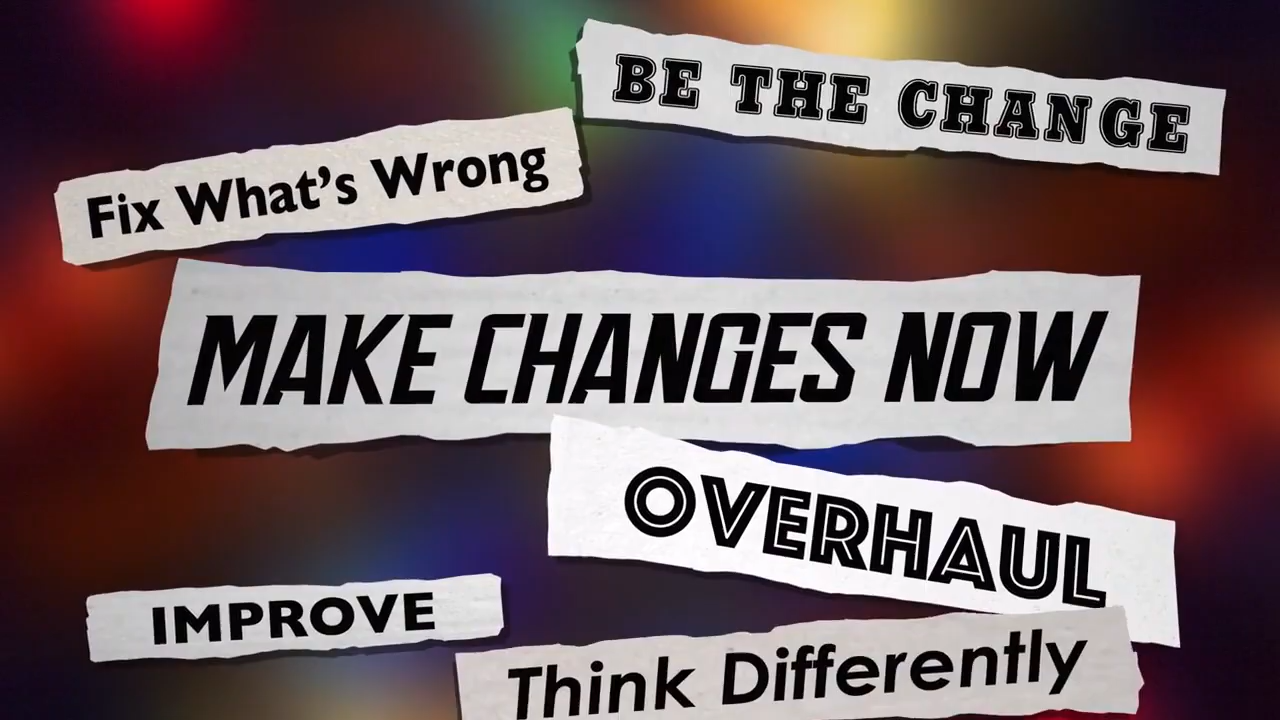 BE THE CHANGE
Fix What's Wrong
MAKE CHANGES NOW
OVERHAUL
IMPROVE
Think Differently